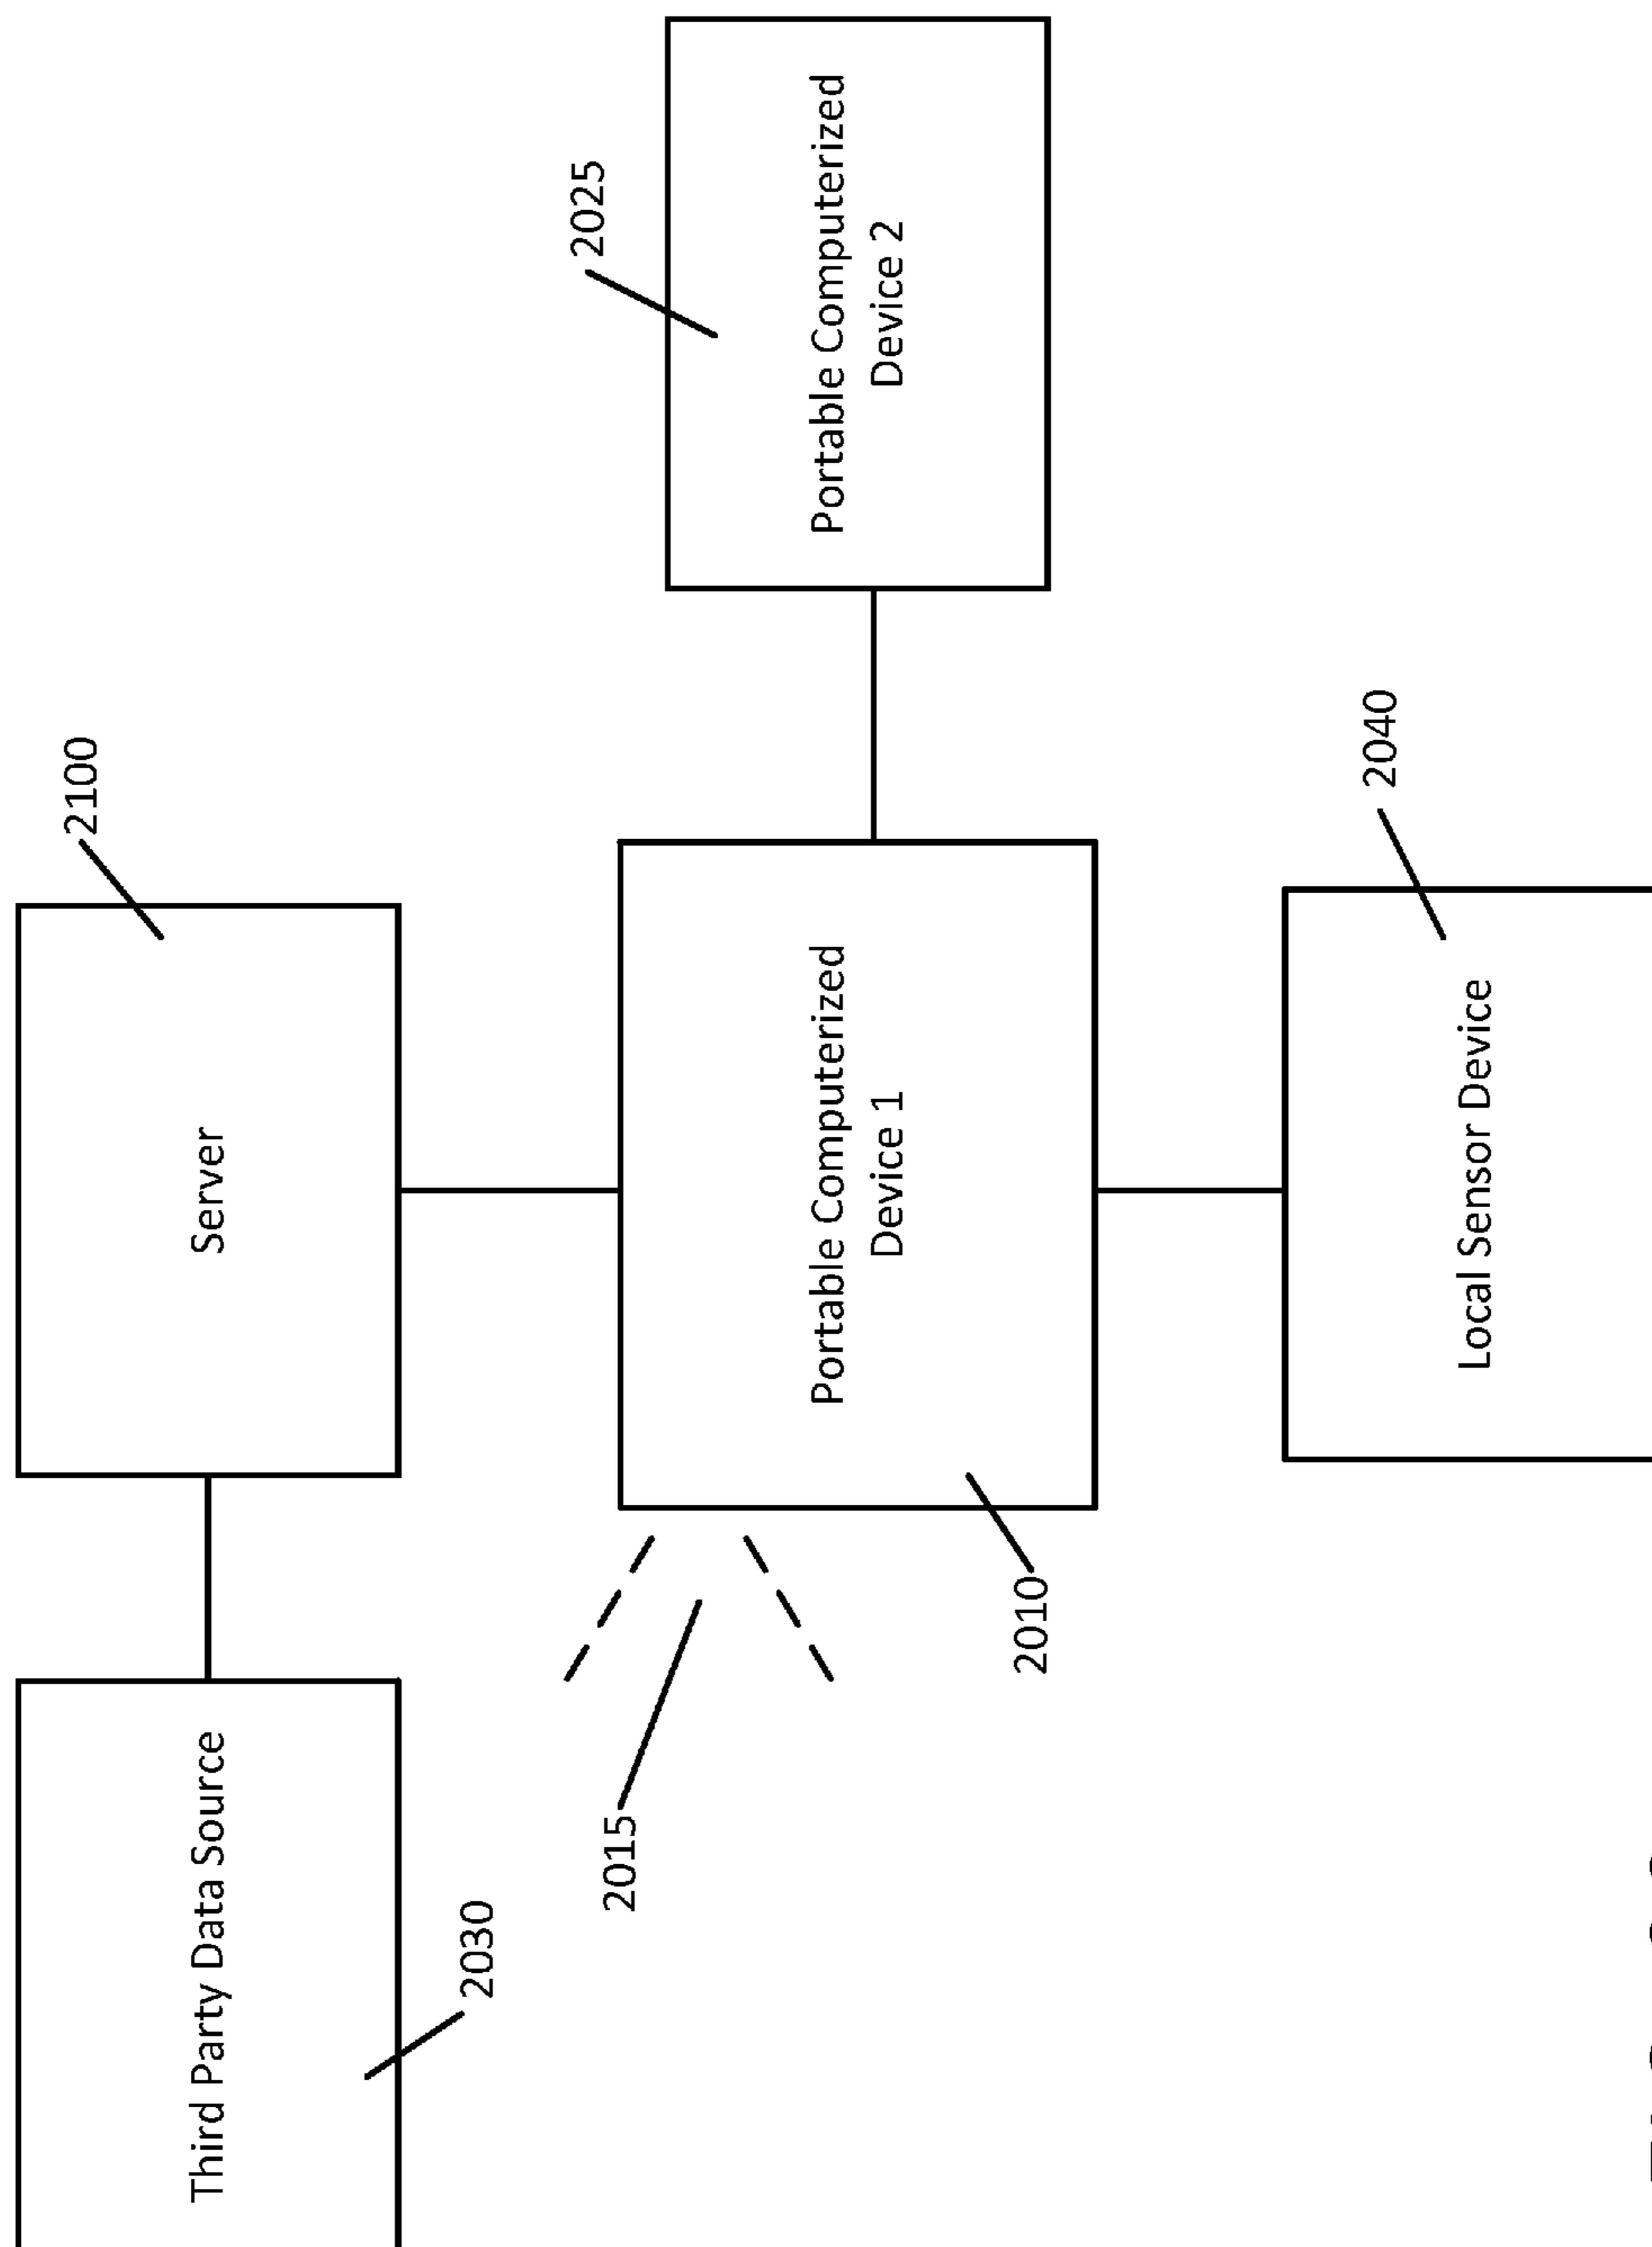 Third Party Data Source
2030
Server
2100
2015
Portable Computerized
Device 1
2010
Portable Computerized
Device 2
2025
Local Sensor Device
2040